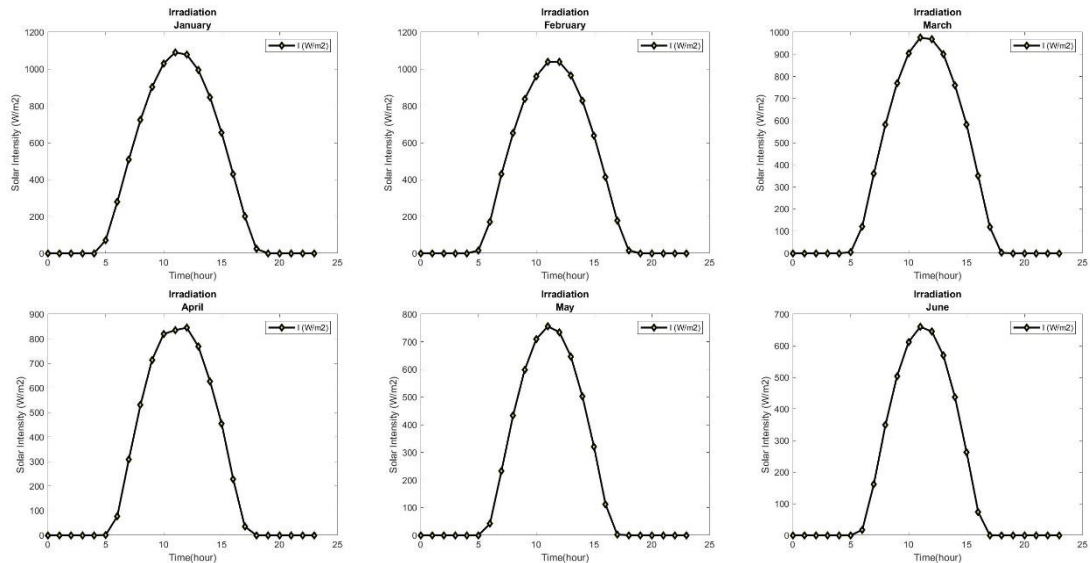 Irradiation
January
I (W/m2)
Solar Intensity (W/m2)
1200
1000
800
600
400
200
0
0 5 10 15 20 25
Time(hour)
Irradiation
February
I (W/m2)
Solar Intensity (W/m2)
1200
1000
800
600
400
200
0
0 5 10 15 20 25
Time(hour)
Irradiation
March
I (W/m2)
Solar Intensity (W/m2)
1000
900
800
700
600
500
400
300
200
100
0
0 5 10 15 20 25
Time(hour)
Irradiation
April
I (W/m2)
Solar Intensity (W/m2)
900
800
700
600
500
400
300
200
100
0
0 5 10 15 20 25
Time(hour)
Irradiation
May
I (W/m2)
Solar Intensity (W/m2)
800
700
600
500
400
300
200
100
0
0 5 10 15 20 25
Time(hour)
Irradiation
June
I (W/m2)
Solar Intensity (W/m2)
700
600
500
400
300
200
100
0
0 5 10 15 20 25
Time(hour)